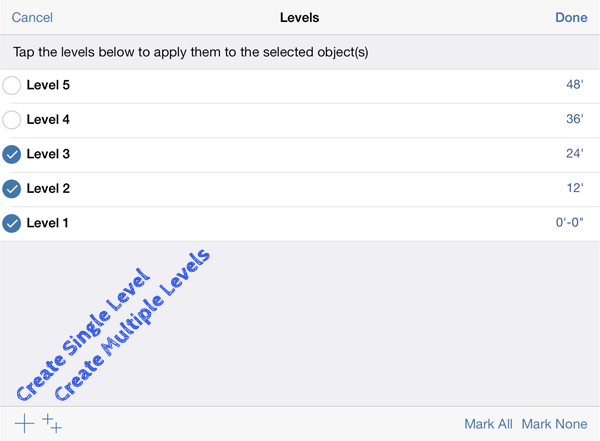 Cancel Levels Done
Tap the levels below to apply them to the selected object(s)
Level 5 48'
Level 4 36'
Level 3 24'
Level 2 12'
Level 1 0'-0"
Create Single Level
Create Multiple Levels
Mark All Mark None